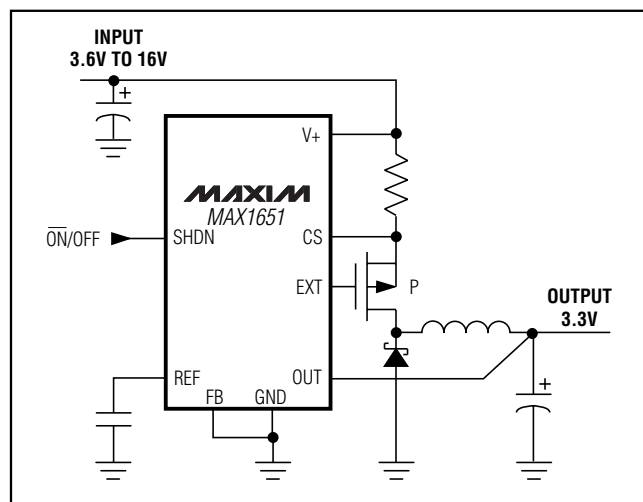 INPUT
3.6V TO 16V
+
V+
MAXIM
MAX1651
ON/OFF
SHDN
CS
EXT
P
OUTPUT
3.3V
REF
OUT
FB
GND
+